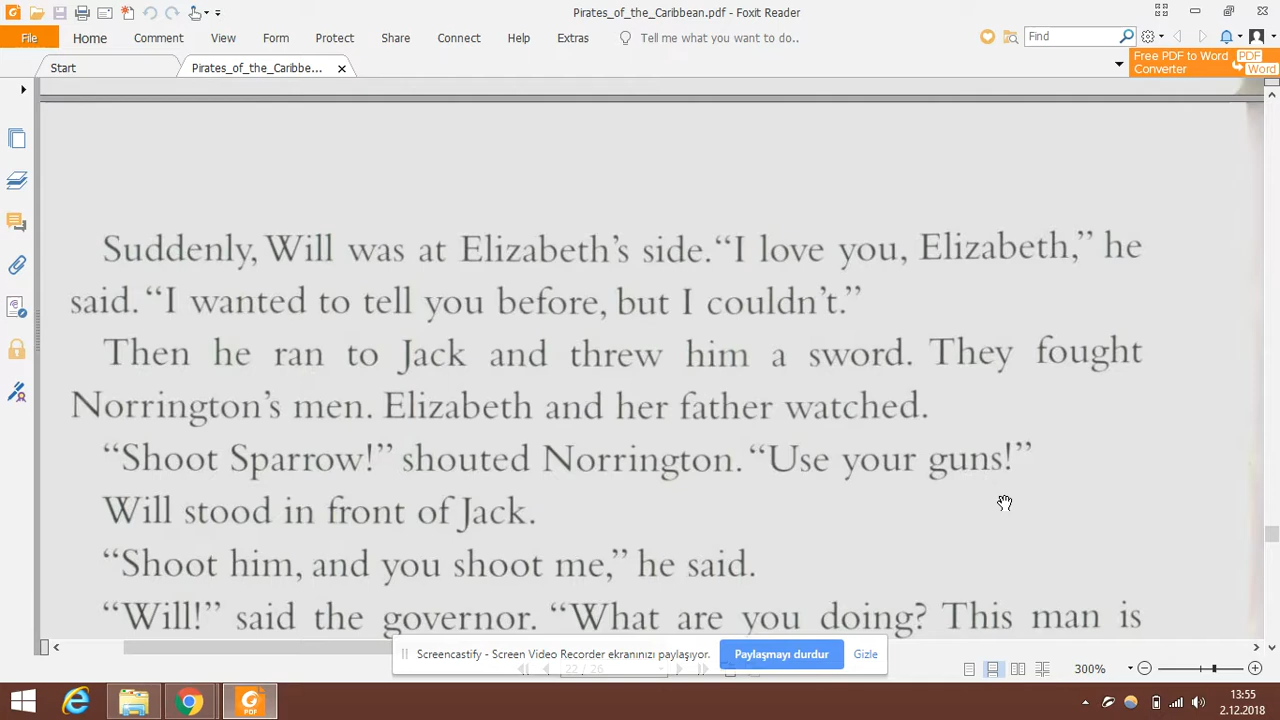 Pirates_of_the_Caribbean.pdf - Foxit Reader
File Home Comment View Form Protect Share Connect Help Extras Tell me what you want to do.. Find
Start Pirates_of_the_Caribbe... Free PDF to Word Converter PDF Word
Suddenly, Will was at Elizabeth’s side. “I love you, Elizabeth,” he
said. “I wanted to tell you before, but I couldn’t.”
Then he ran to Jack and threw him a sword. They fought
Norrington’s men. Elizabeth and her father watched.
“Shoot Sparrow!” shouted Norrington. “Use your guns!”
Will stood in front of Jack.
“Shoot him, and you shoot me,” he said.
“Will!” said the governor. “What are you doing? This man is
Screencastify - Screen Video Recorder ekranınızı paylaşıyor. Paylaşmayı durdur Gizle
22 / 26 300%
PDF 13:55
2.12.2018